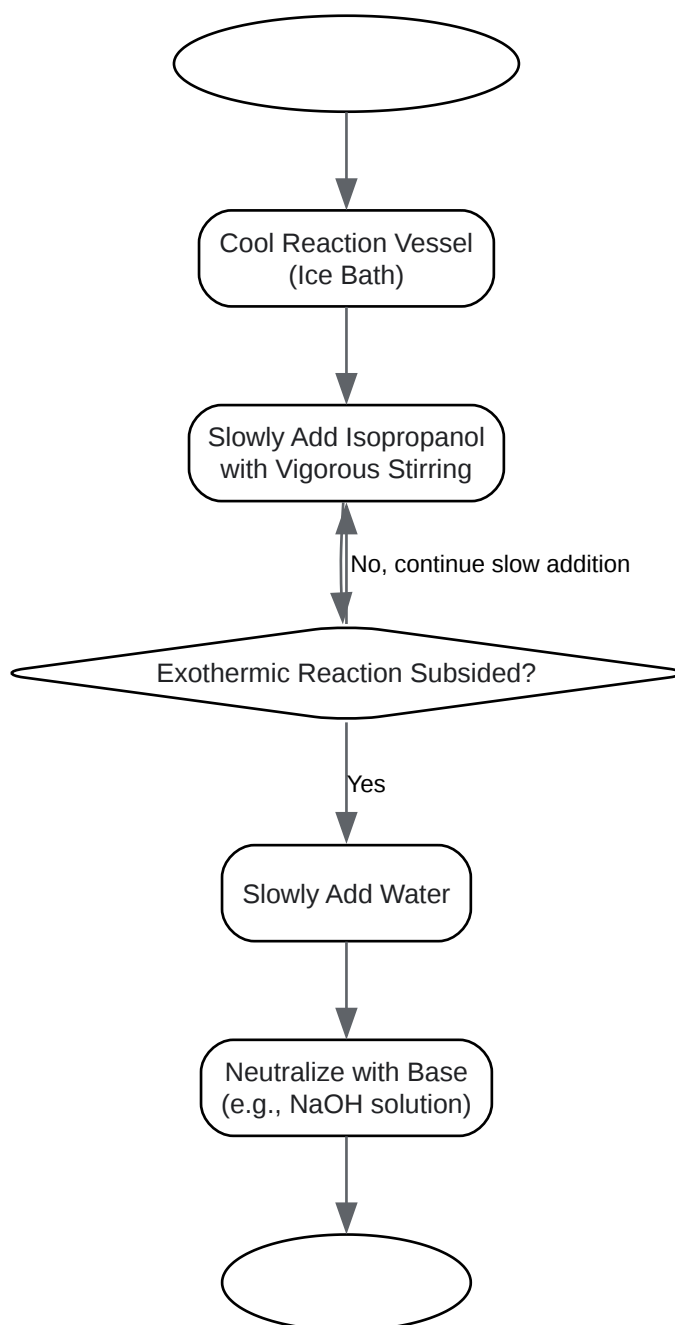 Cool Reaction Vessel
(Ice Bath)
Slowly Add Isopropanol
with Vigorous Stirring
No, continue slow addition
Exothermic Reaction Subsided?
Yes
Slowly Add Water
Neutralize with Base
(e.g., NaOH solution)